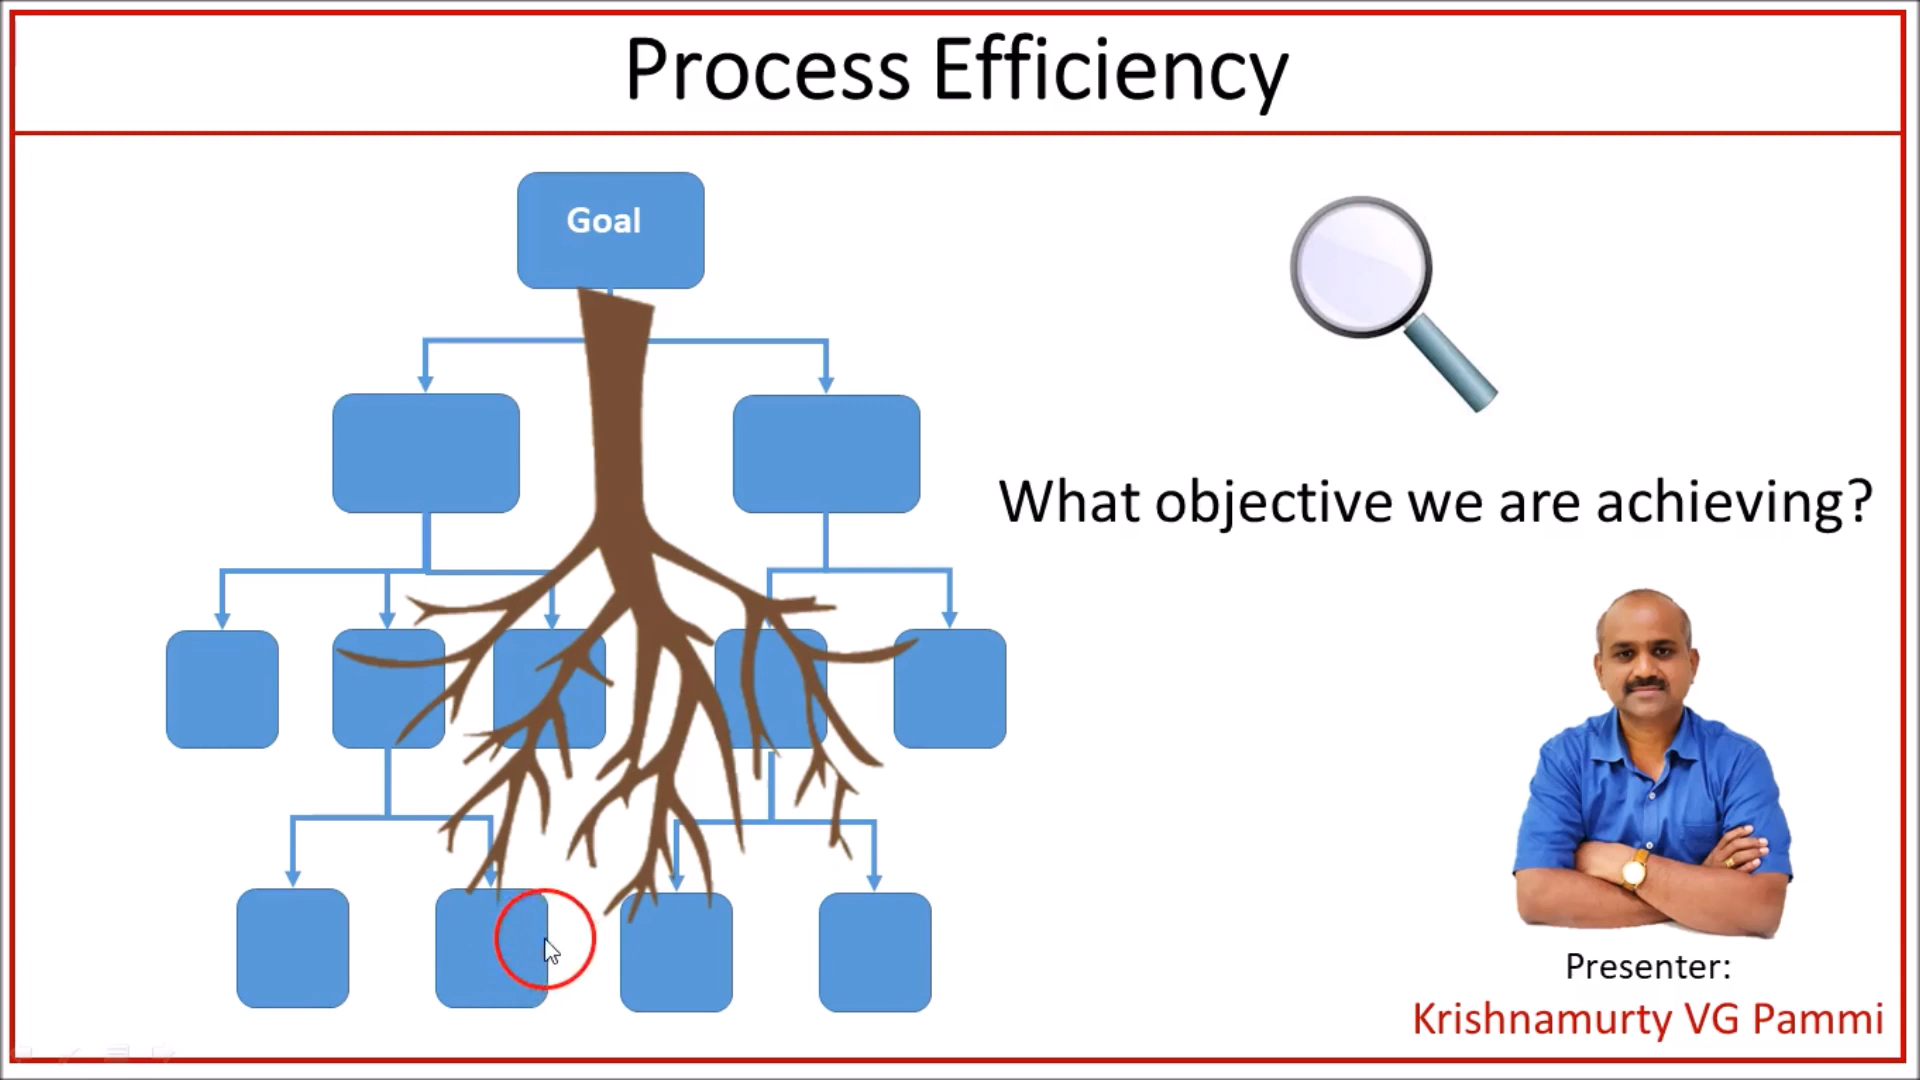 Process Efficiency
Goal
What objective we are achieving?
Presenter:
Krishnamurty VG Pammi